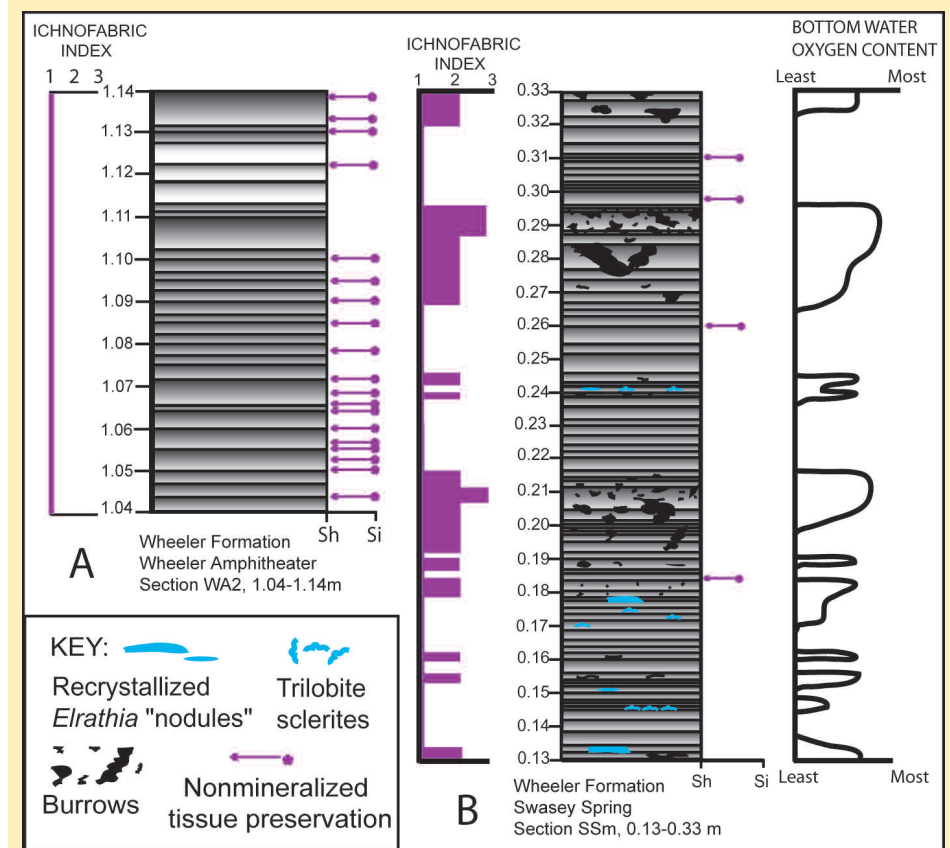 ICHNOFABRIC
INDEX
1 2 3
1.14
1.13
1.12
1.11
1.10
1.09
1.08
1.07
1.06
1.05
1.04
Sh Si
A
Wheeler Formation
Wheeler Amphitheater
Section WA2, 1.04-1.14m
ICHNOFABRIC
INDEX
1 2 3
0.33
0.32
0.31
0.30
0.29
0.28
0.27
0.26
0.25
0.24
0.23
0.22
0.21
0.20
0.19
0.18
0.17
0.16
0.15
0.14
0.13
Sh Si
B
Wheeler Formation
Swasey Spring
Section SSm, 0.13-0.33 m
BOTTOM WATER
OXYGEN CONTENT
Least Most
Least Most
KEY:
Recrystallized
Elrathia "nodules"
Trilobite
sclerites
Burrows
Nonmineralized
tissue preservation